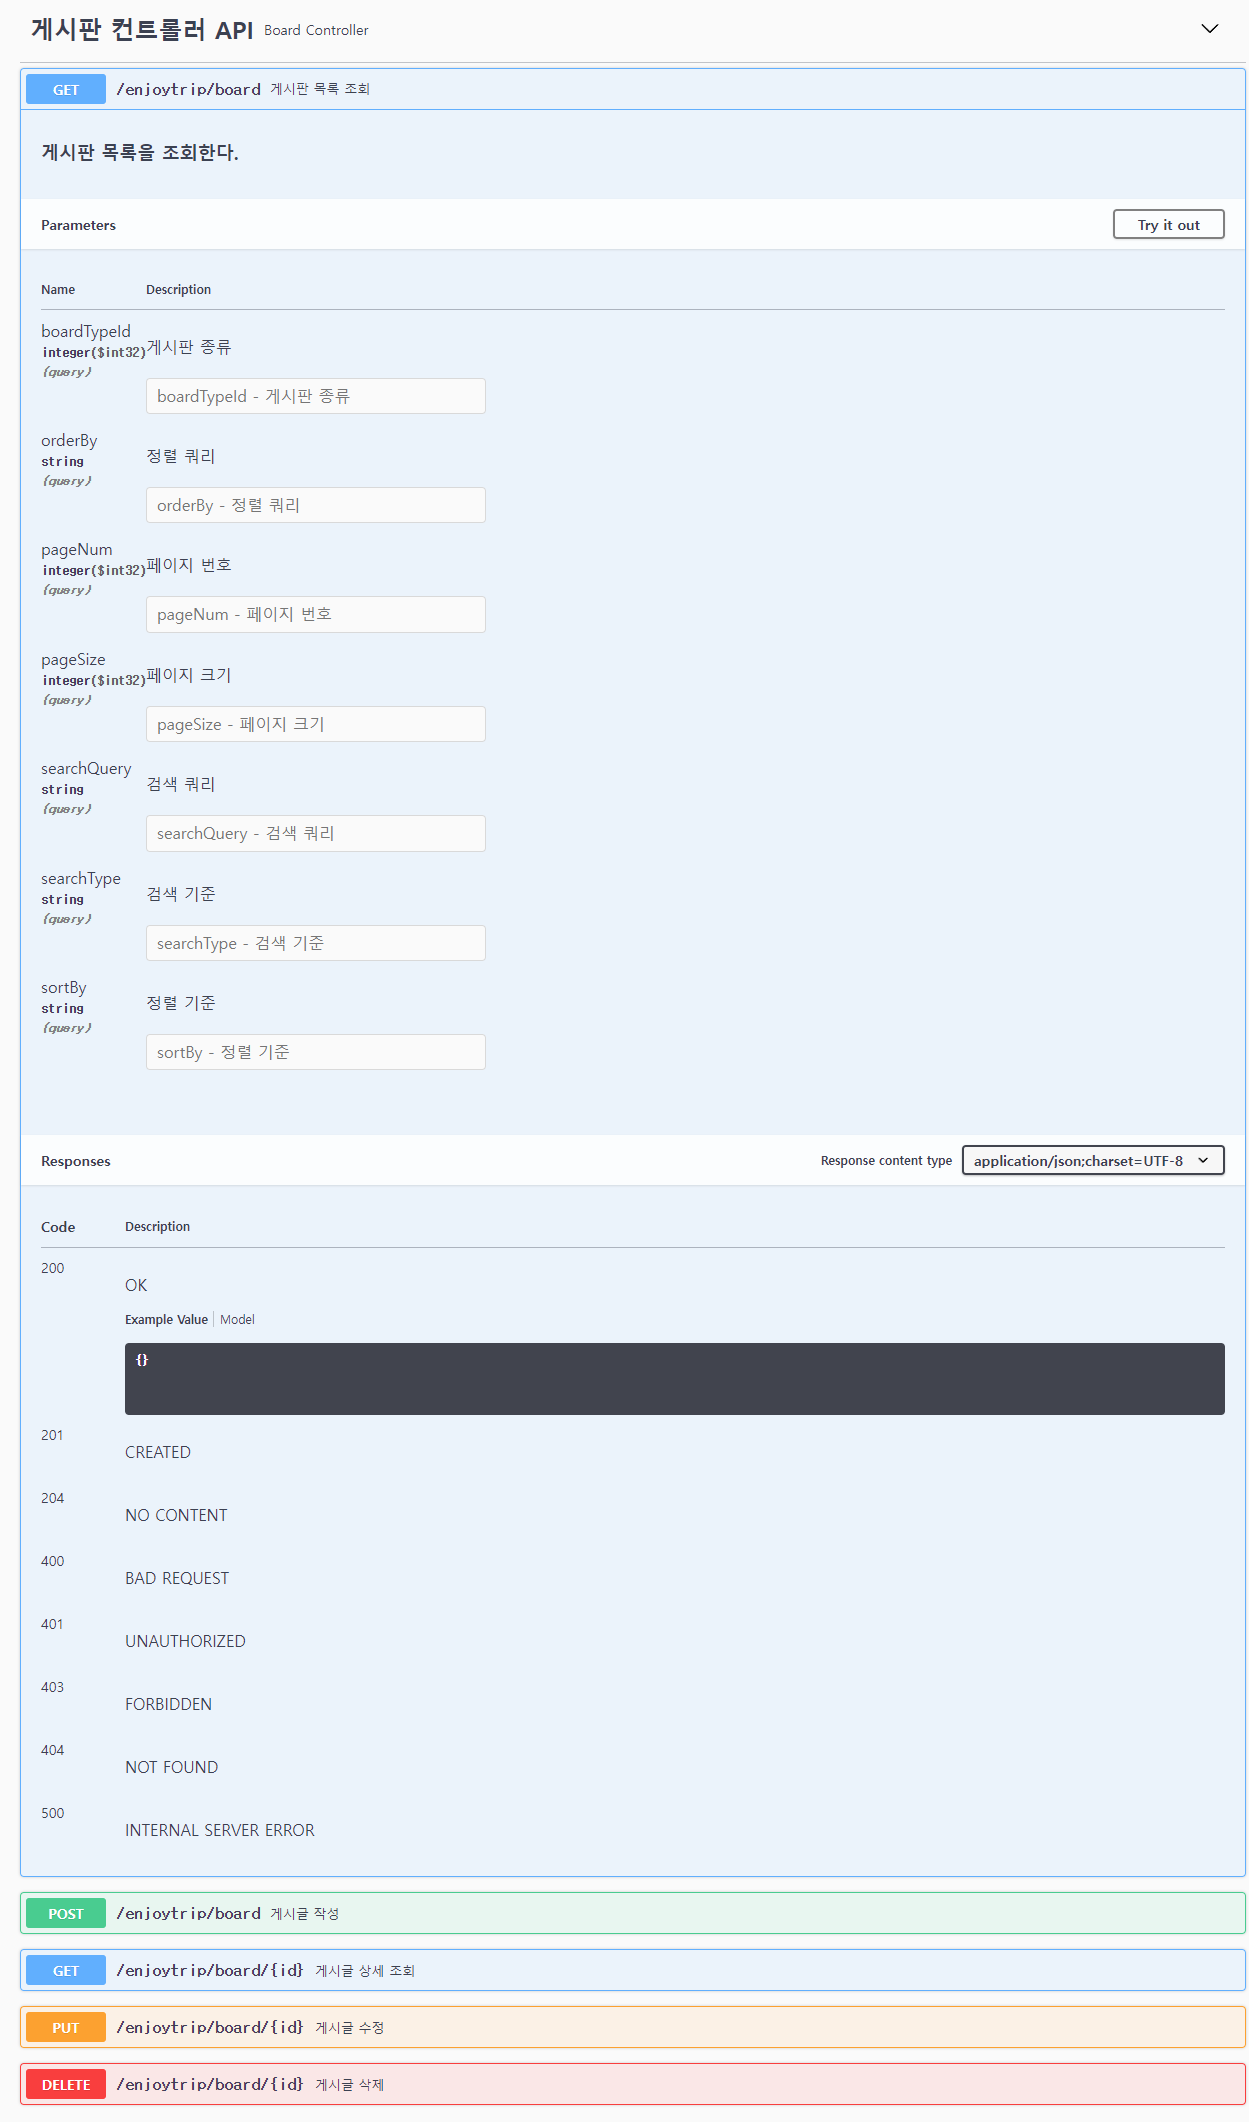 게시판 컨트롤러 API Board Controller
GET /enjoytrip/board 게시판 목록 조회
게시판 목록을 조회한다.
Parameters Try it out
Name Description
boardTypeId
integer($int32)
(query)
게시판 종류
boardTypeId - 게시판 종류
orderBy
string
(query)
정렬 쿼리
orderBy - 정렬 쿼리
pageNum
integer($int32)
(query)
페이지 번호
pageNum - 페이지 번호
pageSize
integer($int32)
(query)
페이지 크기
pageSize - 페이지 크기
searchQuery
string
(query)
검색 쿼리
searchQuery - 검색 쿼리
searchType
string
(query)
검색 기준
searchType - 검색 기준
sortBy
string
(query)
정렬 기준
sortBy - 정렬 기준
Responses Response content type application/json;charset=UTF-8
Code Description
200
OK
Example Value Model
{}
201
CREATED
204
NO CONTENT
400
BAD REQUEST
401
UNAUTHORIZED
403
FORBIDDEN
404
NOT FOUND
500
INTERNAL SERVER ERROR
POST /enjoytrip/board 게시글 작성
GET /enjoytrip/board/{id} 게시글 상세 조회
PUT /enjoytrip/board/{id} 게시글 수정
DELETE /enjoytrip/board/{id} 게시글 삭제